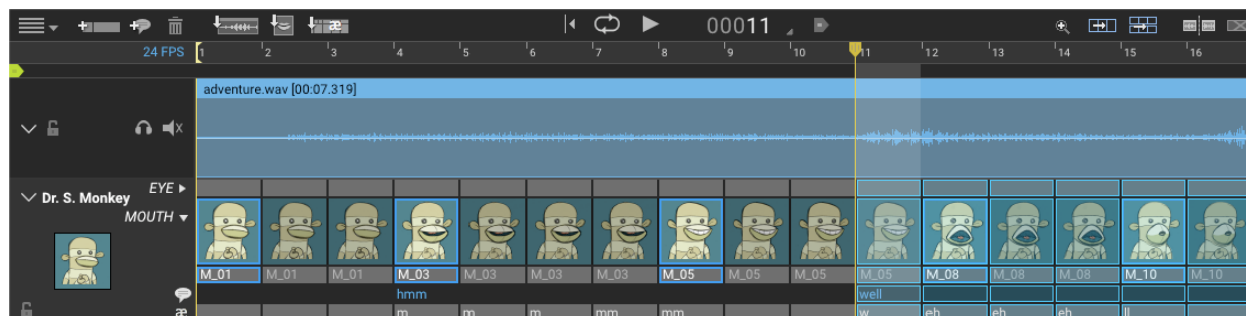 æ 00011
24 FPS 1 2 3 4 5 6 7 8 9 10 11 12 13 14 15 16
adventure.wav [00:07.319]
EYE
Dr. S. Monkey
MOUTH
M_01 M_01 M_01 M_03 M_03 M_03 M_03 M_05 M_05 M_05 M_05 M_08 M_08 M_08 M_10 M_10
hmm well
æ m m m mm mm w eh eh eh ll